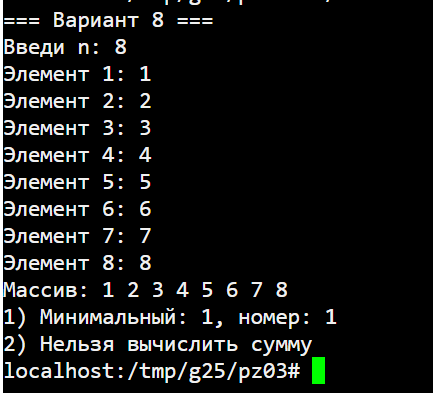 === Вариант 8 ===
Введи n: 8
Элемент 1: 1
Элемент 2: 2
Элемент 3: 3
Элемент 4: 4
Элемент 5: 5
Элемент 6: 6
Элемент 7: 7
Элемент 8: 8
Массив: 1 2 3 4 5 6 7 8
1) Минимальный: 1, номер: 1
2) Нельзя вычислить сумму
localhost:/tmp/g25/pz03#